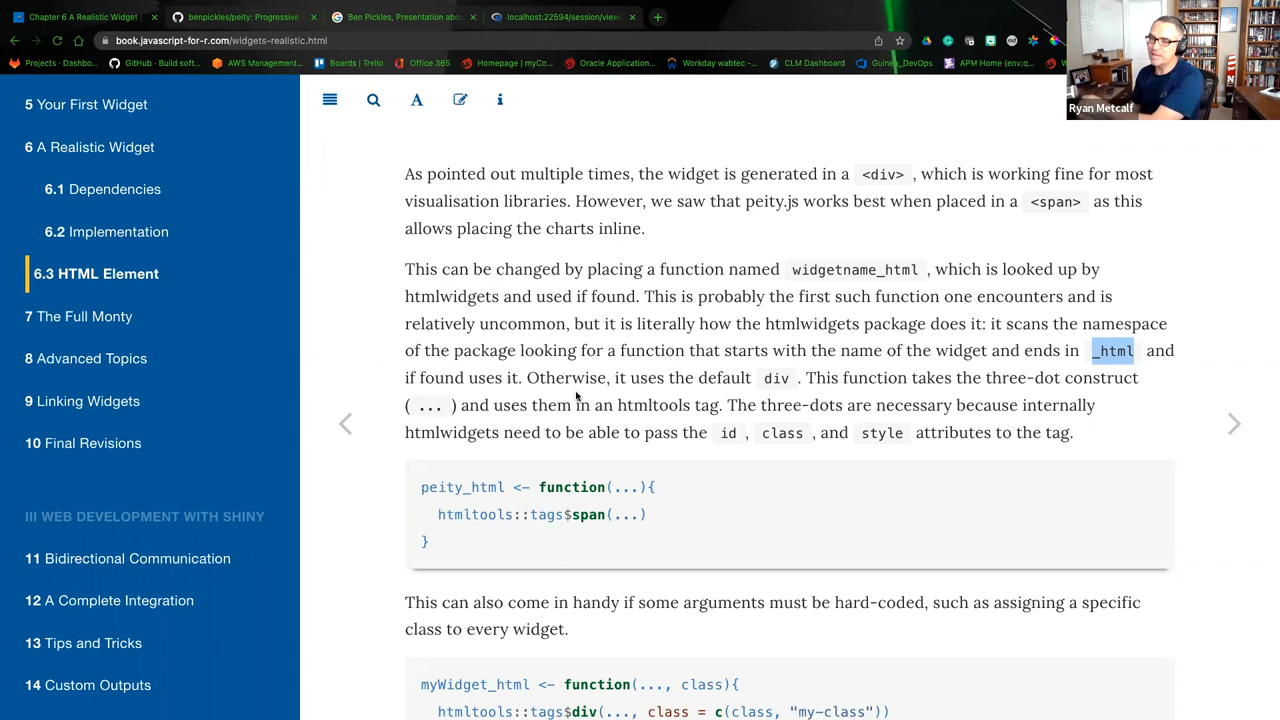 Chapter 6 A Realistic Widget
benpickles/peity: Progressive
Ben Pickles, Presentation abo
localhost:22594/session/view
book.javascript-for-r.com/widgets-realistic.html
Projects - Dashbo...
GitHub · Build soft...
AWS Management...
Boards | Trello
Office 365
Homepage | myCo...
Oracle Application...
Workday wabtec -...
CLM Dashboard
Guinea_DevOps
APM Home (env:q...
Ryan Metcalf
5 Your First Widget
6 A Realistic Widget
6.1 Dependencies
6.2 Implementation
6.3 HTML Element
7 The Full Monty
8 Advanced Topics
9 Linking Widgets
10 Final Revisions
III WEB DEVELOPMENT WITH SHINY
11 Bidirectional Communication
12 A Complete Integration
13 Tips and Tricks
14 Custom Outputs
As pointed out multiple times, the widget is generated in a <div>, which is working fine for most
visualisation libraries. However, we saw that peity.js works best when placed in a <span> as this
allows placing the charts inline.
This can be changed by placing a function named widgetname_html, which is looked up by
htmlwidgets and used if found. This is probably the first such function one encounters and is
relatively uncommon, but it is literally how the htmlwidgets package does it: it scans the namespace
of the package looking for a function that starts with the name of the widget and ends in _html and
if found uses it. Otherwise, it uses the default div. This function takes the three-dot construct
(...) and uses them in an htmltools tag. The three-dots are necessary because internally
htmlwidgets need to be able to pass the id, class, and style attributes to the tag.
peity_html <- function(...){
htmltools::tags$span(...)
}
This can also come in handy if some arguments must be hard-coded, such as assigning a specific
class to every widget.
myWidget_html <- function(..., class){
htmltools::tags$div(..., class = c(class, "my-class"))